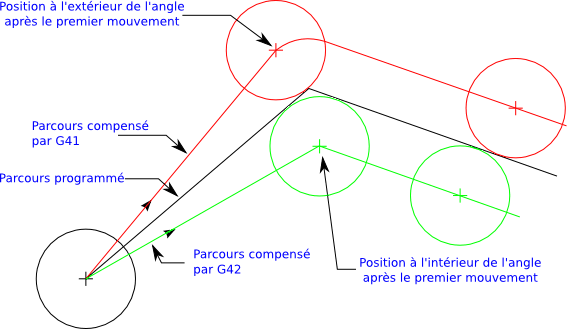 Position à l'extérieur de l'angle
après le premier mouvement
Parcours compensé
par G41
Parcours programmé
Parcours compensé
par G42
Position à l'intérieur de l'angle
après le premier mouvement